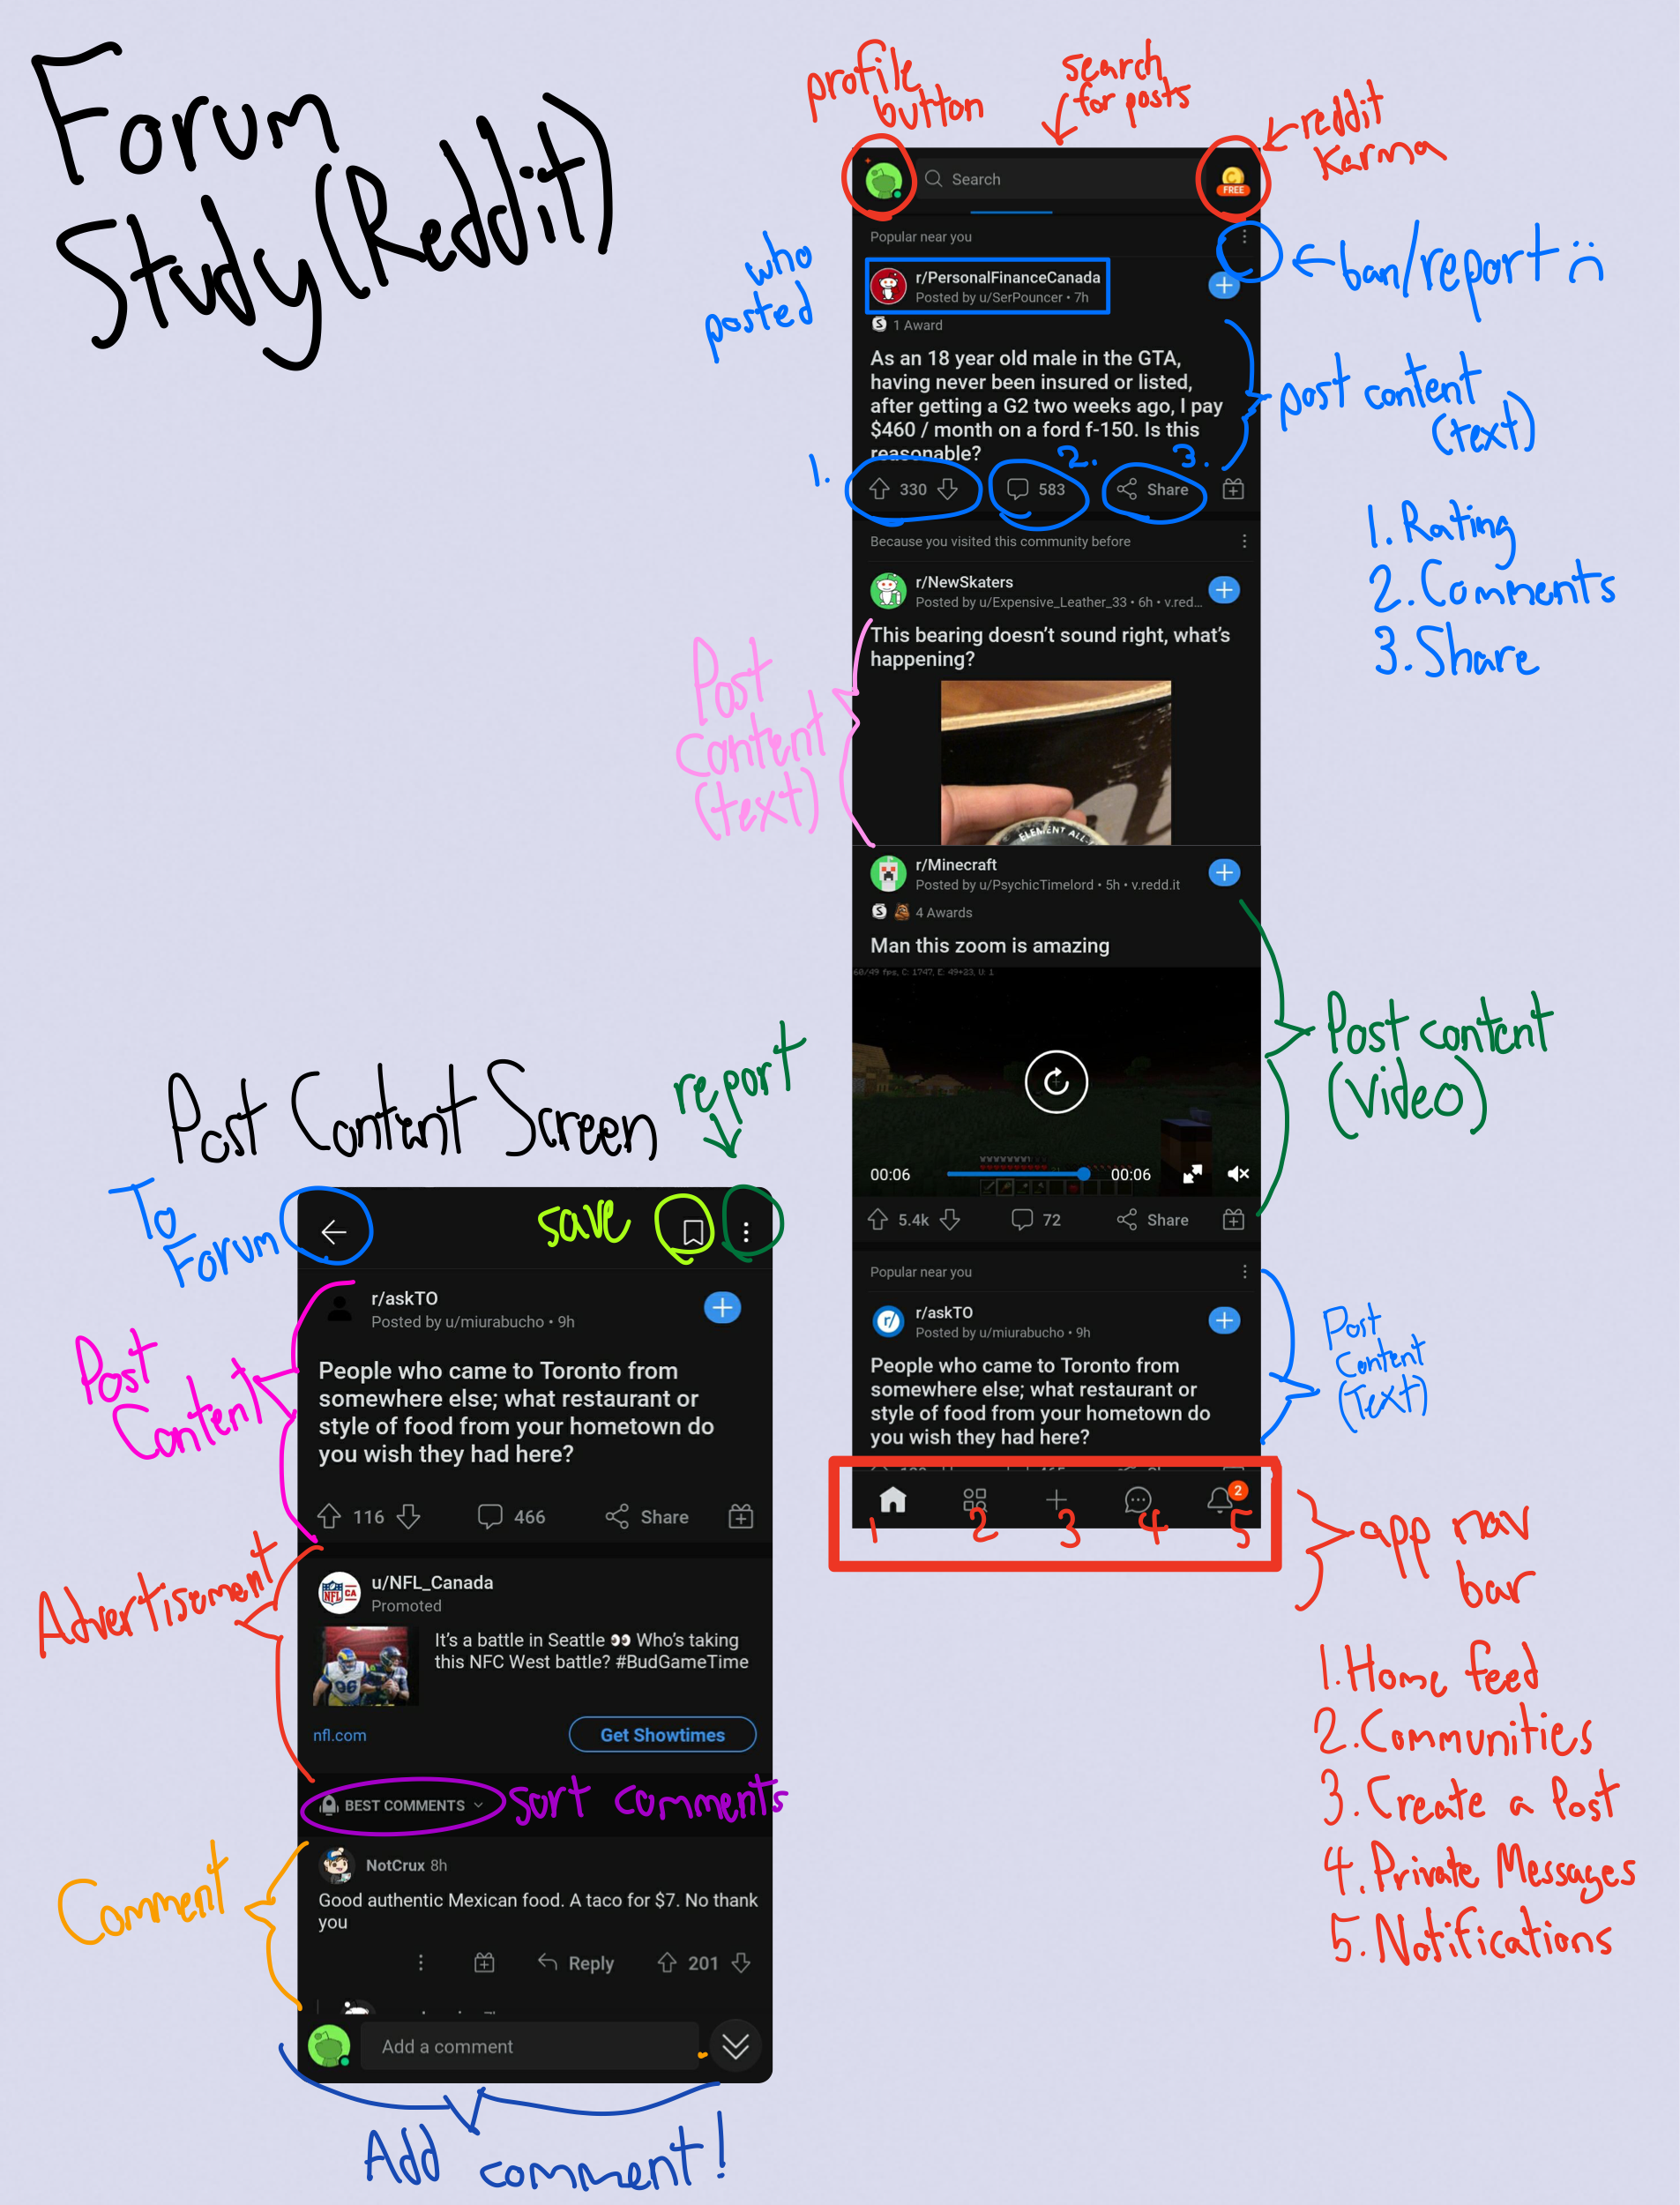 Forum
Study (Reddit)
profile
button
search
for posts
reddit
Karma
Search
FREE
who
posted
Popular near you
ban/report :(
r/PersonalFinanceCanada
Posted by u/SerPouncer • 7h
1 Award
As an 18 year old male in the GTA,
having never been insured or listed,
after getting a G2 two weeks ago, I pay
$460 / month on a ford f-150. Is this
reasonable?
post content
(text)
1.
2.
3.
330
583
Share
1. Rating
2. Comments
3. Share
Because you visited this community before
r/NewSkaters
Posted by u/Expensive_Leather_33 • 6h • v.red...
This bearing doesn't sound right, what's
happening?
Post
Content
(text)
ELEMENT ALL-
r/Minecraft
Posted by u/PsychicTimelord • 5h • v.redd.it
4 Awards
Man this zoom is amazing
60/49 fps, C: 1747, E: 49+23, U: 1
Post content
(Video)
00:06
00:06
5.4k
72
Share
Popular near you
r/
r/askTO
Posted by u/miurabucho • 9h
People who came to Toronto from
somewhere else; what restaurant or
style of food from your hometown do
you wish they had here?
Post
Content
(Text)
2
1
2
3
4
5
app nav
bar
1. Home feed
2. Communities
3. Create a Post
4. Private Messages
5. Notifications
Post Content Screen
report
To
Forum
save
r/askTO
Posted by u/miurabucho • 9h
People who came to Toronto from
somewhere else; what restaurant or
style of food from your hometown do
you wish they had here?
Post
Content
116
466
Share
Advertisement
NFL CA
u/NFL_Canada
Promoted
It's a battle in Seattle 👀 Who's taking
this NFC West battle? #BudGameTime
nfl.com
Get Showtimes
BEST COMMENTS
sort comments
Comment
NotCrux 8h
Good authentic Mexican food. A taco for $7. No thank
you
Reply
201
Add a comment
Add comment!